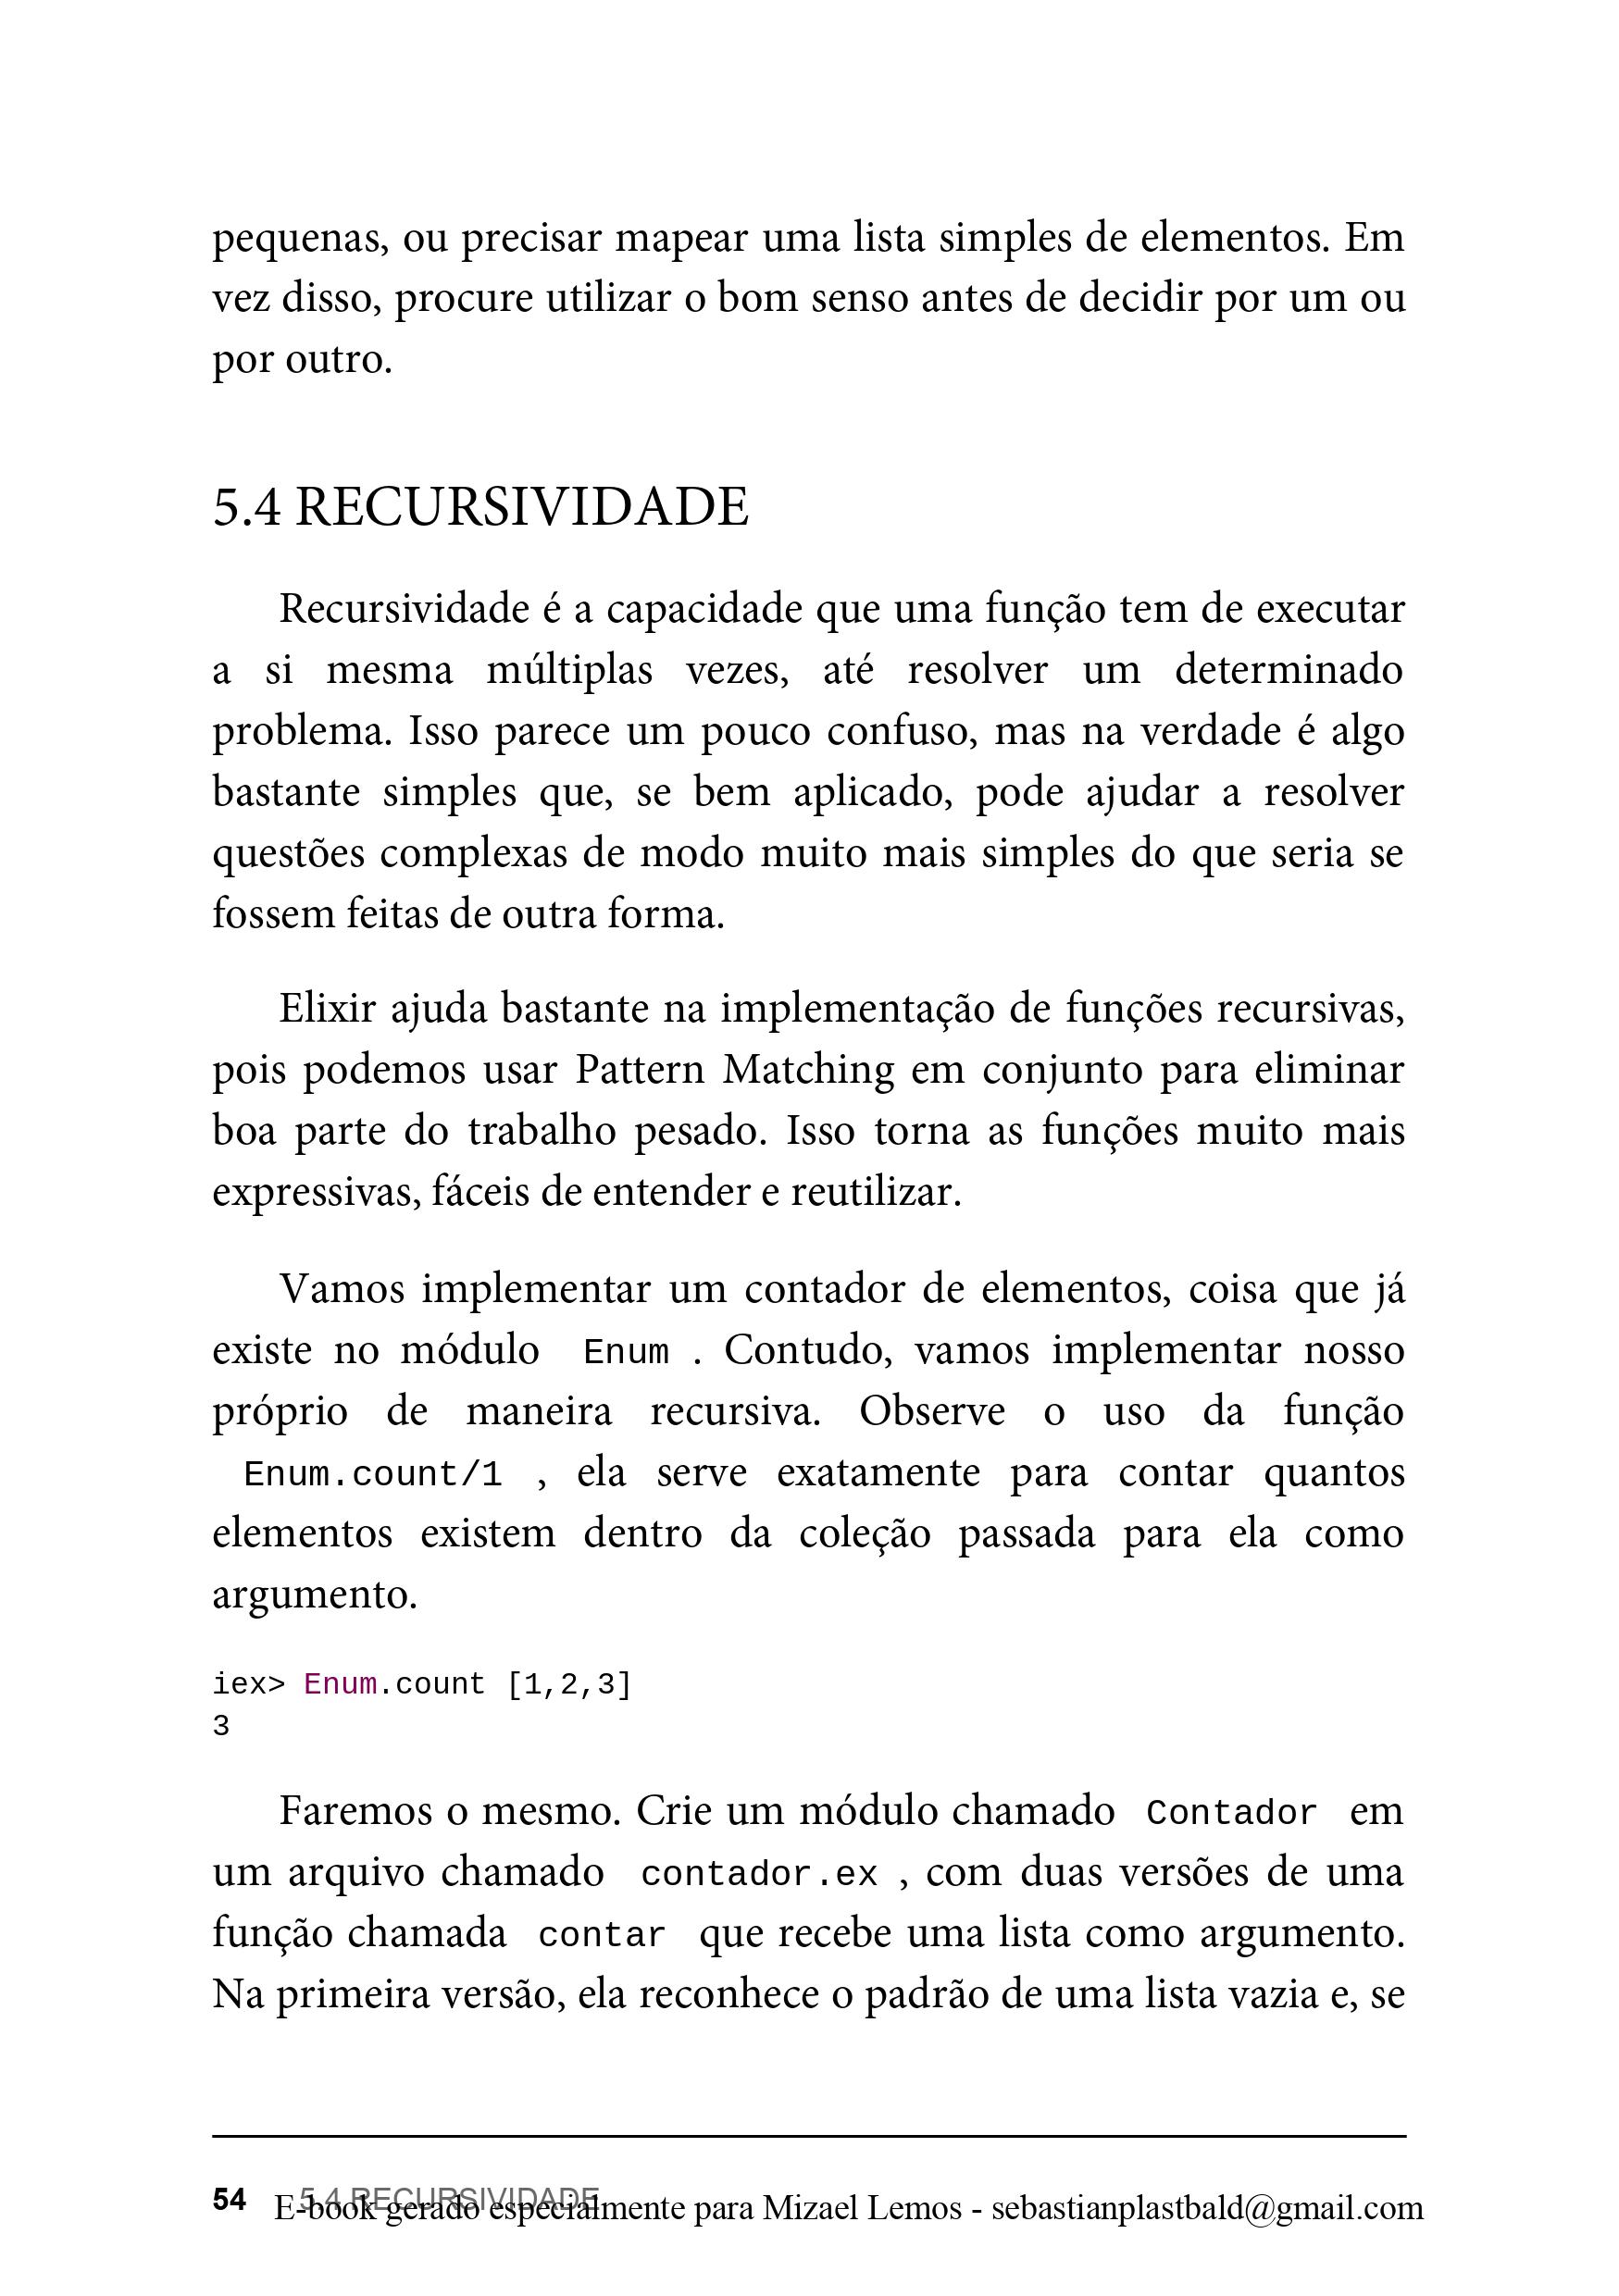 pequenas, ou precisar mapear uma lista simples de elementos. Em
vez disso, procure utilizar o bom senso antes de decidir por um ou
por outro.
5.4 RECURSIVIDADE
Recursividade é a capacidade que uma função tem de executar
a si mesma múltiplas vezes, até resolver um determinado
problema. Isso parece um pouco confuso, mas na verdade é algo
bastante simples que, se bem aplicado, pode ajudar a resolver
questões complexas de modo muito mais simples do que seria se
fossem feitas de outra forma.
Elixir ajuda bastante na implementação de funções recursivas,
pois podemos usar Pattern Matching em conjunto para eliminar
boa parte do trabalho pesado. Isso torna as funções muito mais
expressivas, fáceis de entender e reutilizar.
Vamos implementar um contador de elementos, coisa que já
existe no módulo Enum . Contudo, vamos implementar nosso
próprio de maneira recursiva. Observe o uso da função
Enum.count/1 , ela serve exatamente para contar quantos
elementos existem dentro da coleção passada para ela como
argumento.
iex> Enum.count [1,2,3]
3
Faremos o mesmo. Crie um módulo chamado Contador em
um arquivo chamado contador.ex , com duas versões de uma
função chamada contar que recebe uma lista como argumento.
Na primeira versão, ela reconhece o padrão de uma lista vazia e, se
54 5.4 RECURSIVIDADE
E-book gerado especialmente para Mizael Lemos - sebastianplastbald@gmail.com